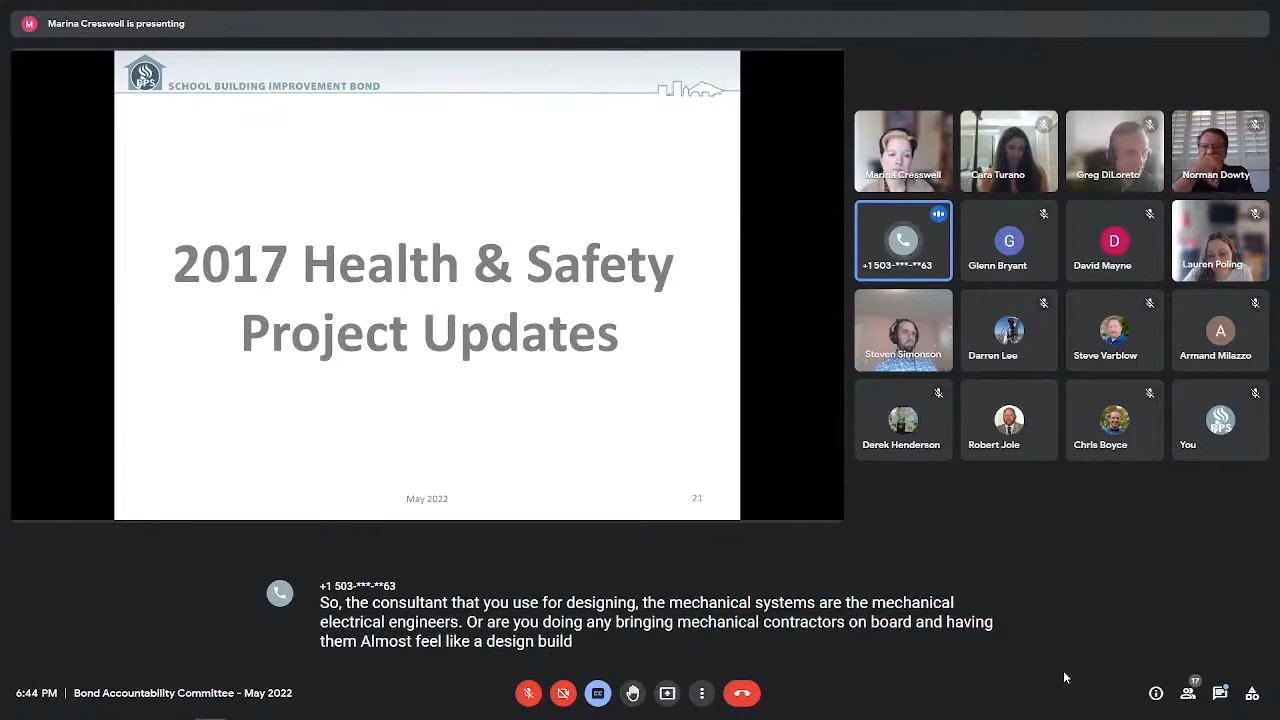 M Marina Cresswell is presenting
BPS SCHOOL BUILDING IMPROVEMENT BOND
2017 Health & Safety
Project Updates
May 2022 21
Marina Cresswell
Cara Turano
Greg DiLoreto
Norman Dowty
+1 503-***-**63
G
Glenn Bryant
D
David Mayne
Lauren Poling
Steven Simonson
Darren Lee
Steve Varblow
A
Armand Milazzo
Derek Henderson
Robert Jole
Chris Boyce
BPS
You
+1 503-***-**63
So, the consultant that you use for designing, the mechanical systems are the mechanical
electrical engineers. Or are you doing any bringing mechanical contractors on board and having
them Almost feel like a design build
6:44 PM | Bond Accountability Committee - May 2022
CC
17